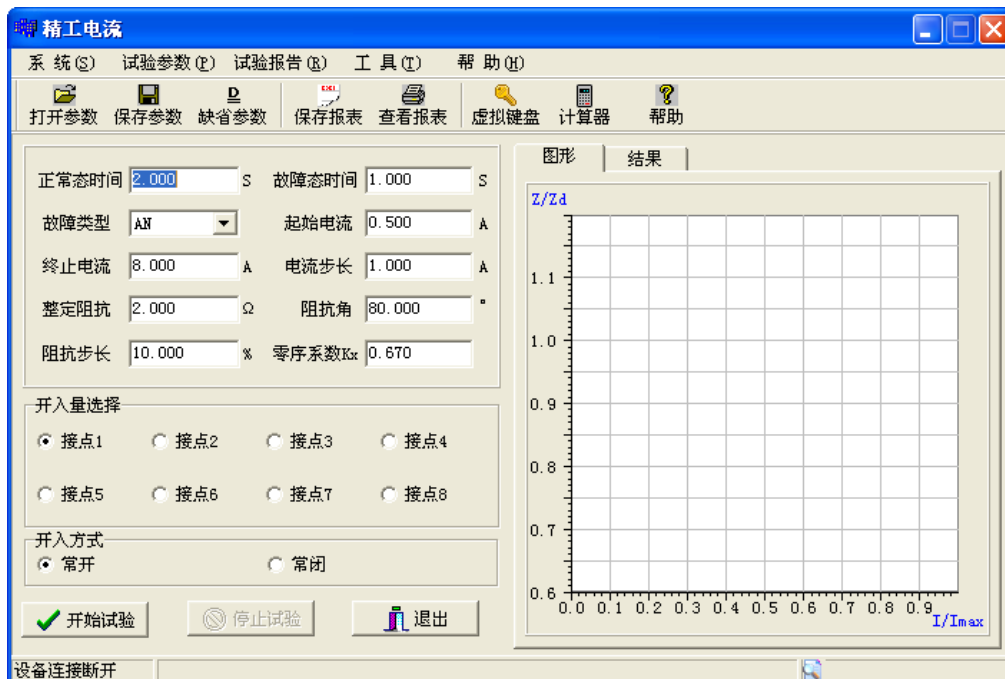 精工电流
系 统(S) 试验参数(P) 试验报告(R) 工 具(T) 帮 助(H)
打开参数 保存参数 缺省参数 保存报表 查看报表 虚拟键盘 计算器 帮助
图形 结果
正常态时间 2.000 S 故障态时间 1.000 S
故障类型 AN 起始电流 0.500 A
终止电流 8.000 A 电流步长 1.000 A
整定阻抗 2.000 Ω 阻抗角 80.000 °
阻抗步长 10.000 % 零序系数Kx 0.670
开入量选择
接点1 接点2 接点3 接点4
接点5 接点6 接点7 接点8
开入方式
常开 常闭
开始试验 停止试验 退出
Z/Zd
1.1
1.0
0.9
0.8
0.7
0.6
0.0 0.1 0.2 0.3 0.4 0.5 0.6 0.7 0.8 0.9
I/Imax
设备连接断开